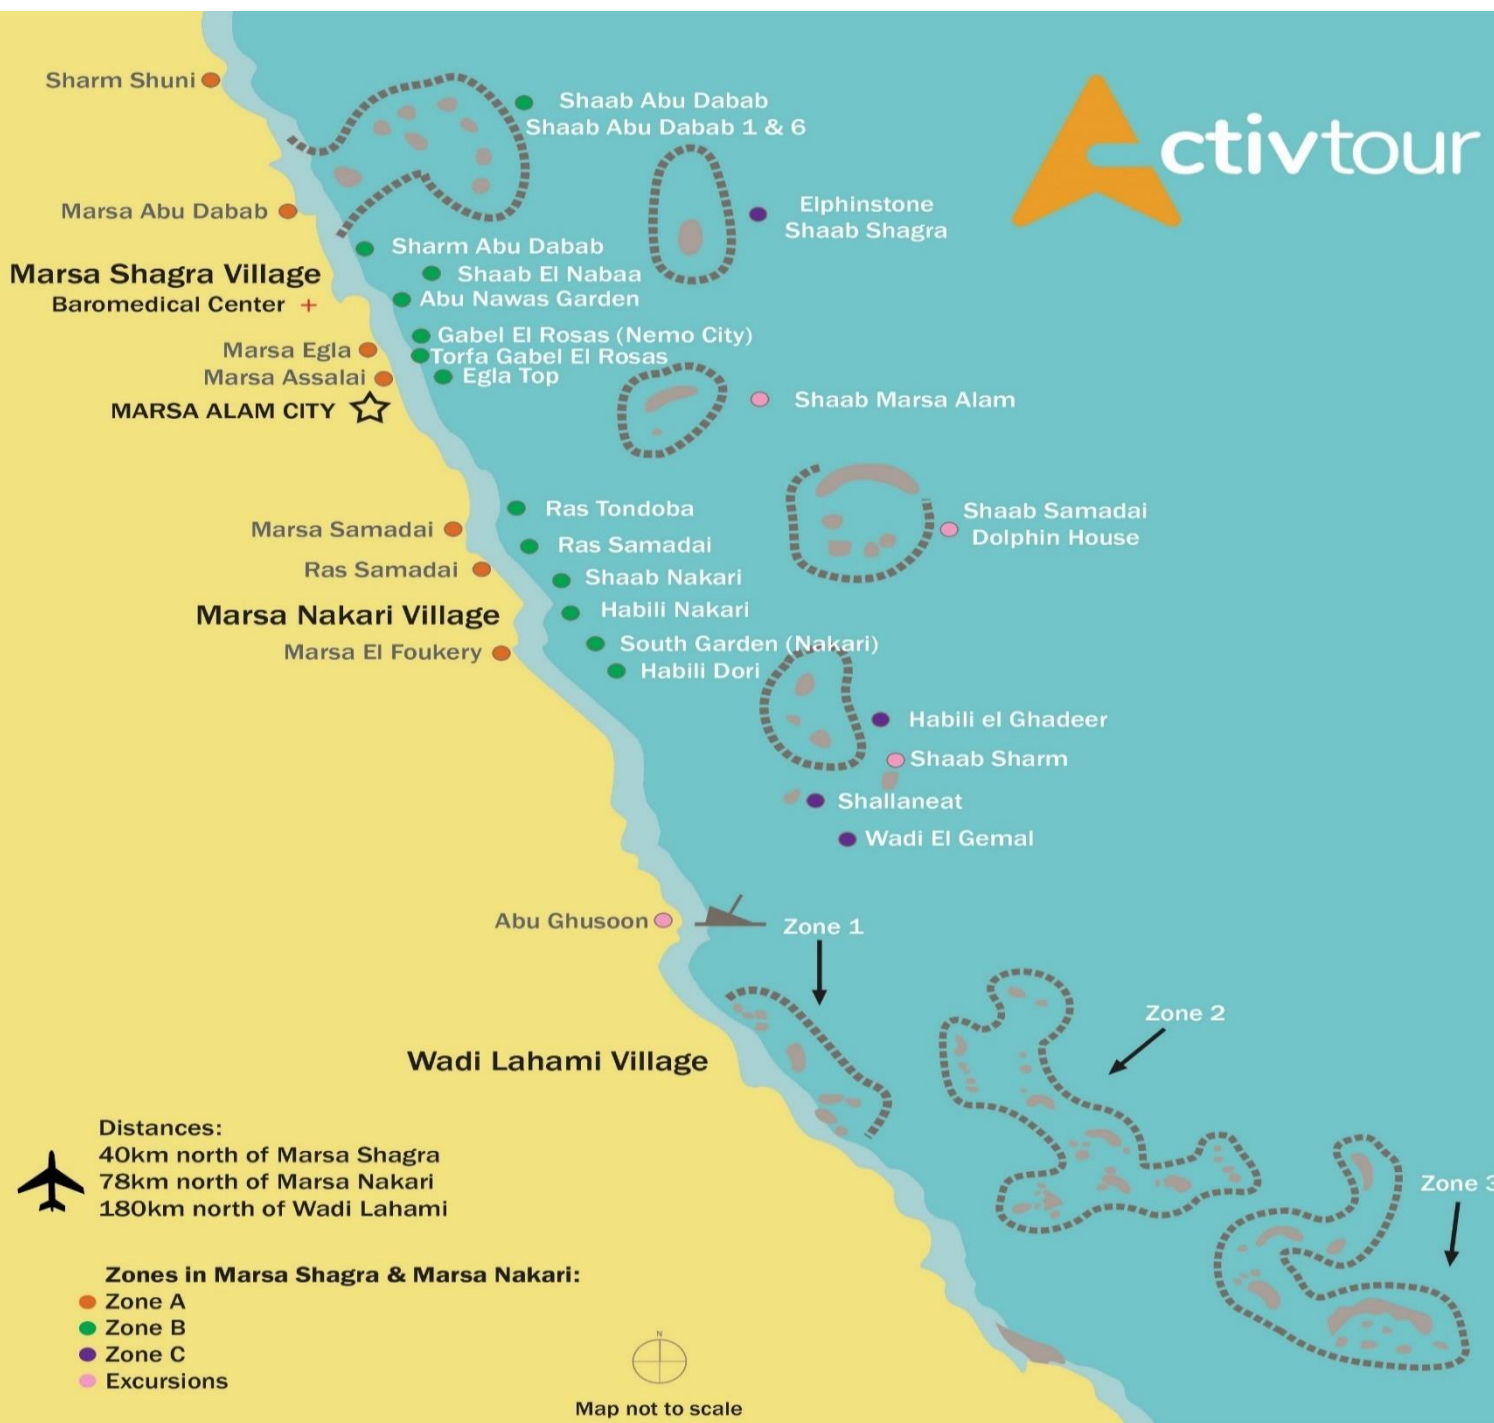 Sharm Shuni
Shaab Abu Dabab
Shaab Abu Dabab 1 & 6
ctivtour
Marsa Abu Dabab
Elphinstone
Shaab Shagra
Sharm Abu Dabab
Marsa Shagra Village
Shaab El Nabaa
Baromedical Center +
Abu Nawas Garden
Gabel El Rosas (Nemo City)
Marsa Egla
Torfa Gabel El Rosas
Marsa Assalai
Egla Top
MARSA ALAM CITY
Shaab Marsa Alam
Ras Tondoba
Shaab Samadai
Dolphin House
Marsa Samadai
Ras Samadai
Ras Samadai
Shaab Nakari
Marsa Nakari Village
Habili Nakari
South Garden (Nakari)
Marsa El Foukery
Habili Dori
Habili el Ghadeer
Shaab Sharm
Shallaneat
Wadi El Gemal
Abu Ghusoon
Zone 1
Zone 2
Wadi Lahami Village
Zone 3
Distances:
40km north of Marsa Shagra
78km north of Marsa Nakari
180km north of Wadi Lahami
Zones in Marsa Shagra & Marsa Nakari:
Zone A
Zone B
Zone C
Excursions
N
Map not to scale